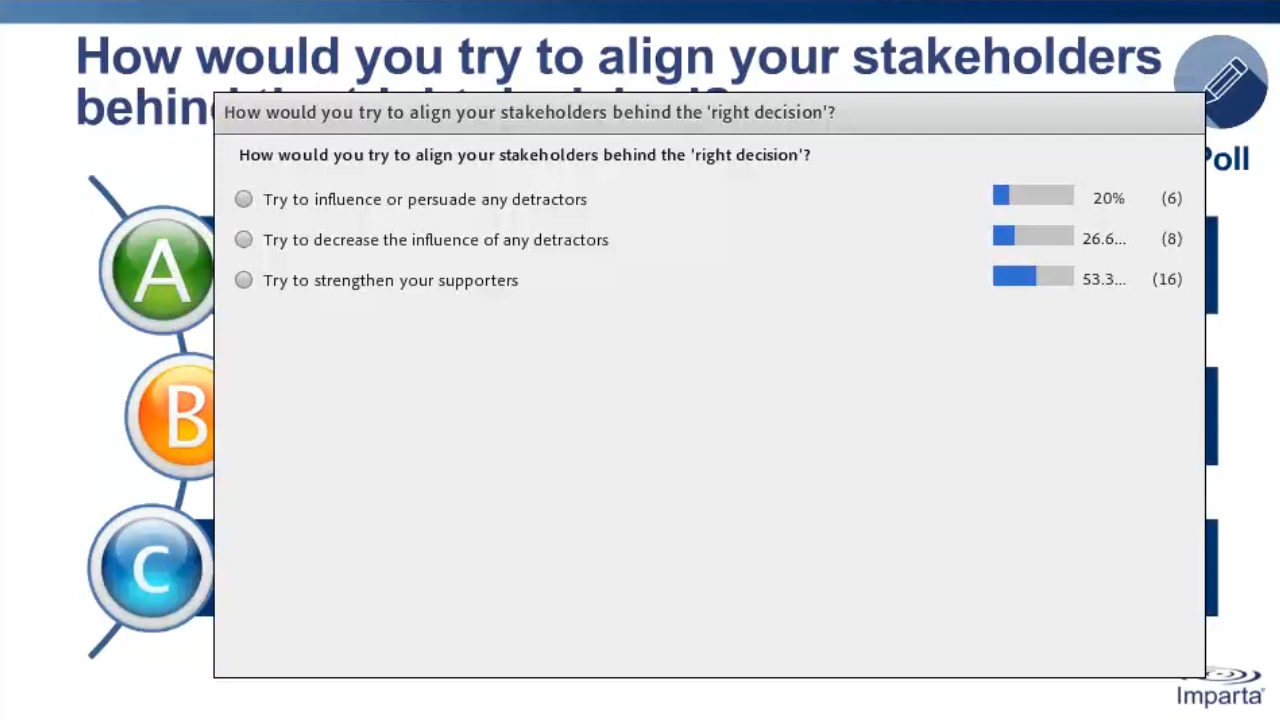 How would you try to align your stakeholders
How would you try to align your stakeholders behind the 'right decision'?
How would you try to align your stakeholders behind the 'right decision'?
Poll
Try to influence or persuade any detractors 20% (6)
Try to decrease the influence of any detractors 26.6... (8)
Try to strengthen your supporters 53.3... (16)
A
B
C
Imparta